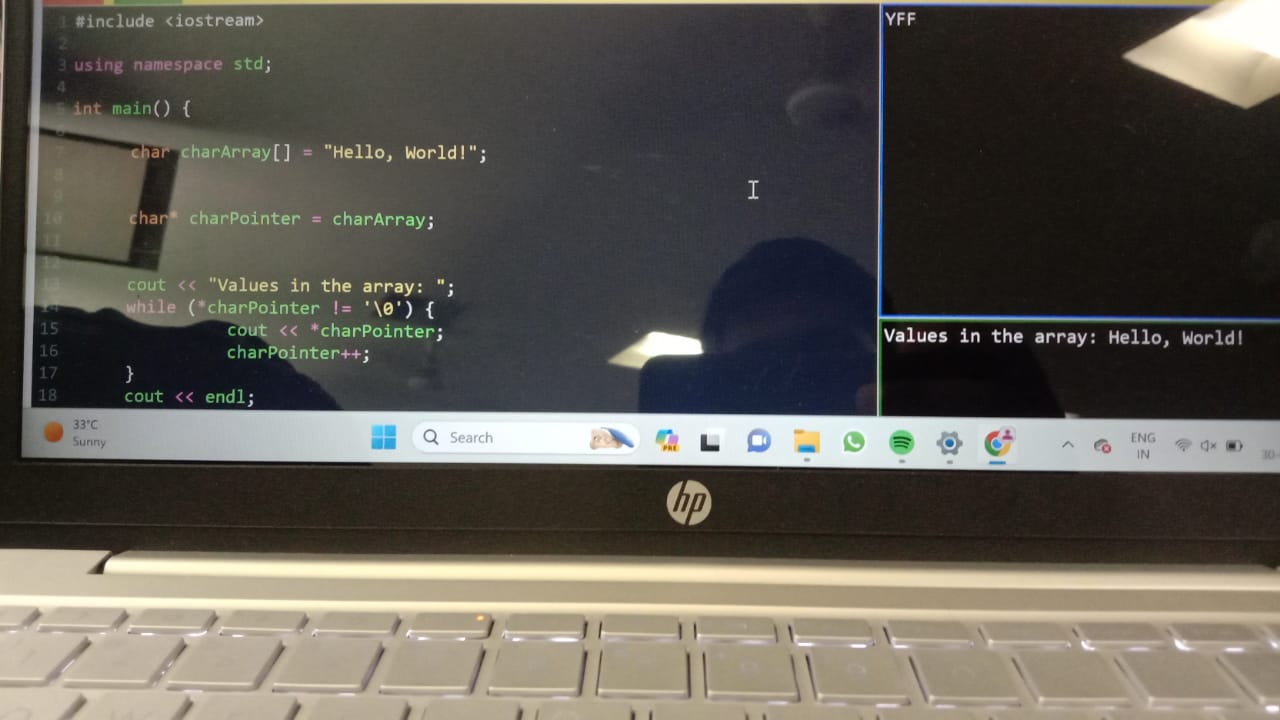 1 #include <iostream>
2
3 using namespace std;
4
5 int main() {
6
7 char charArray[] = "Hello, World!";
8
9
10 char* charPointer = charArray;
11
12
13 cout << "Values in the array: ";
14 while (*charPointer != '\0') {
15 cout << *charPointer;
16 charPointer++;
17 }
18 cout << endl;
YFF
Values in the array: Hello, World!
33°C
Sunny
Search
PRE
ENG
IN
hp